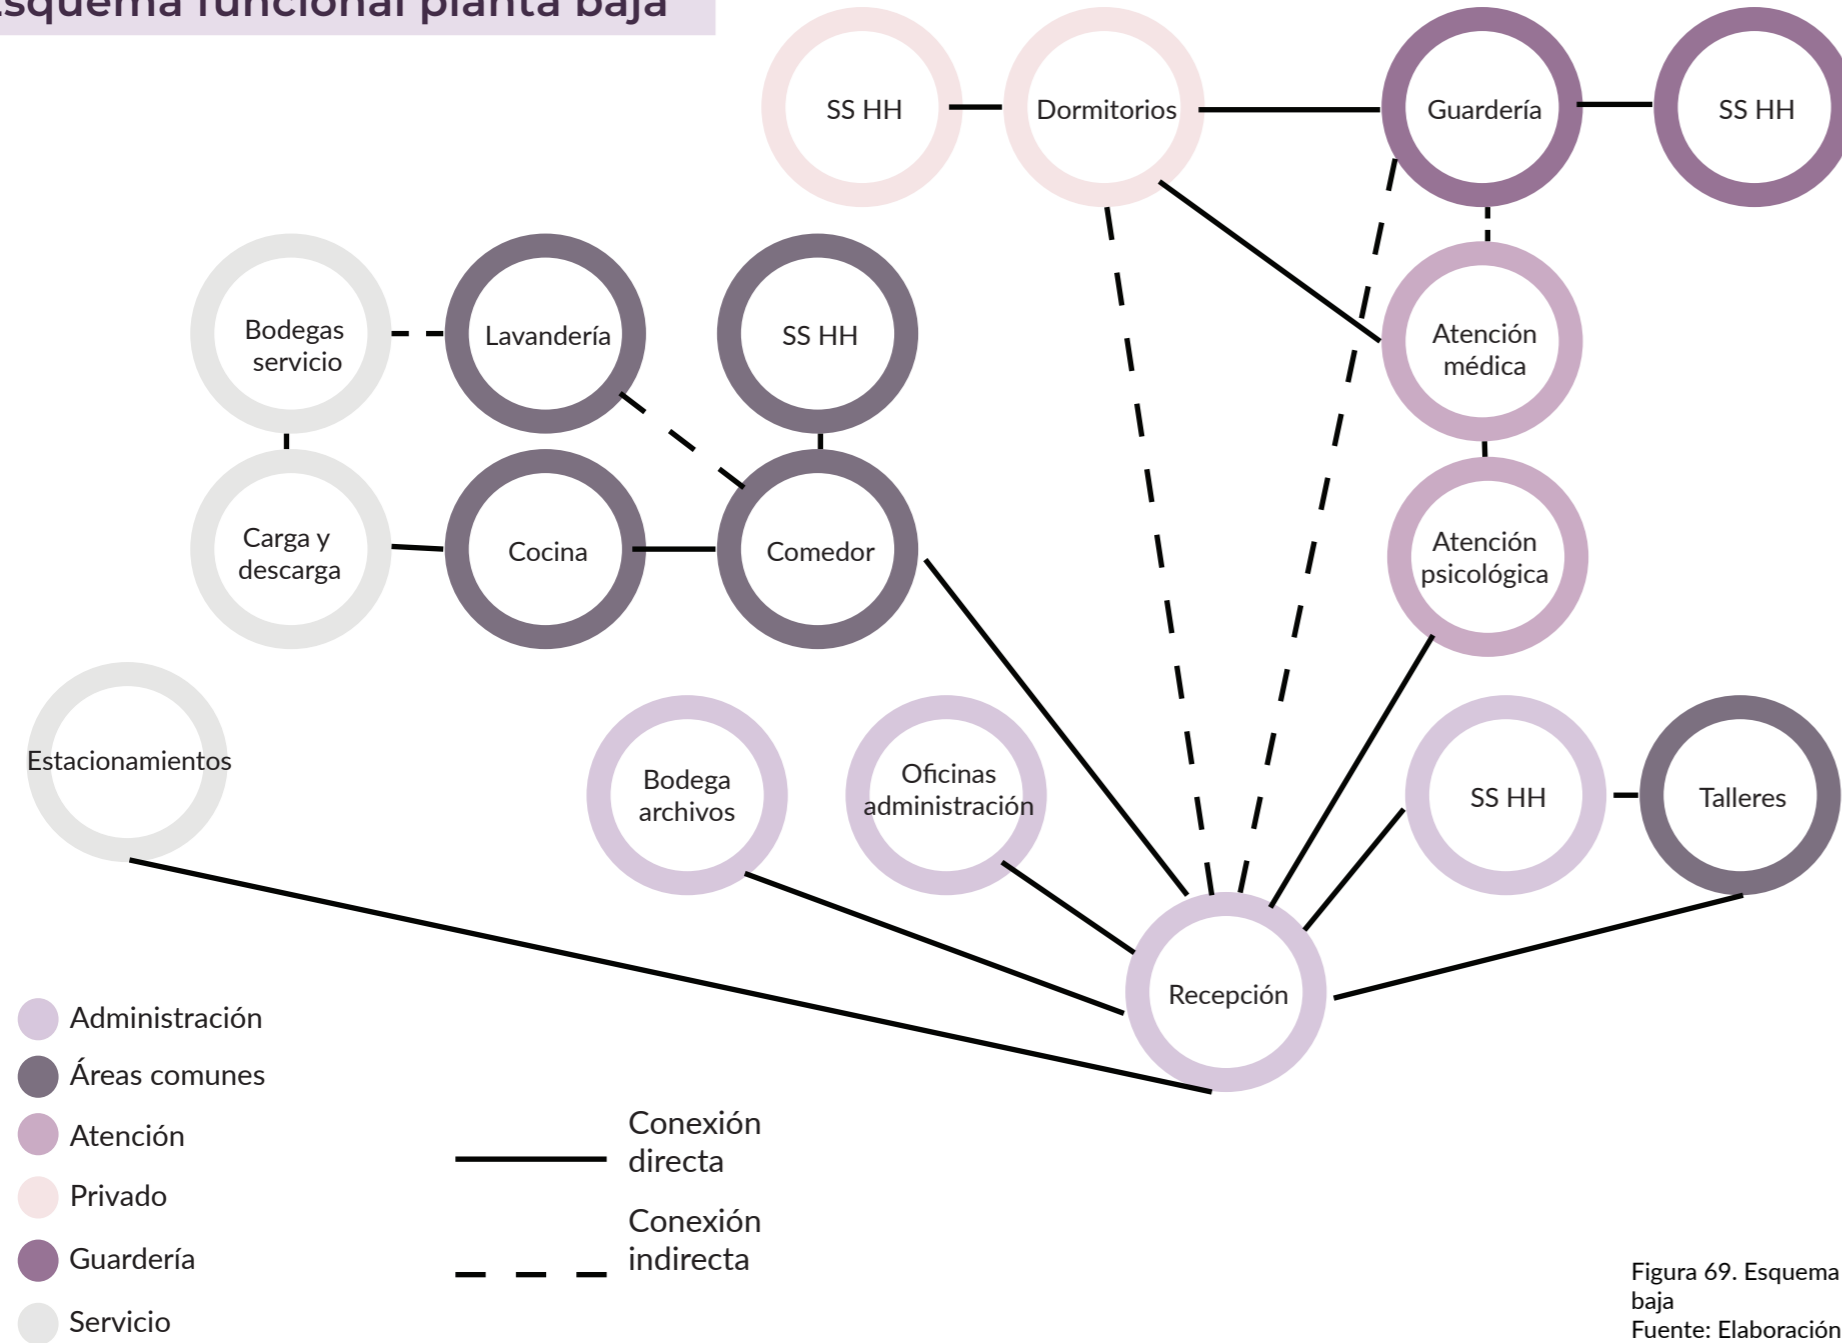 Esquema funcional planta baja
SS HH
Dormitorios
Guardería
SS HH
Bodegas
servicio
Lavandería
SS HH
Atención
médica
Carga y
descarga
Cocina
Comedor
Atención
psicológica
Estacionamientos
Bodega
archivos
Oficinas
administración
SS HH
Talleres
Recepción
Administración
Áreas comunes
Atención
Privado
Guardería
Servicio
Conexión
directa
Conexión
indirecta
Figura 69. Esquema
baja
Fuente: Elaboración